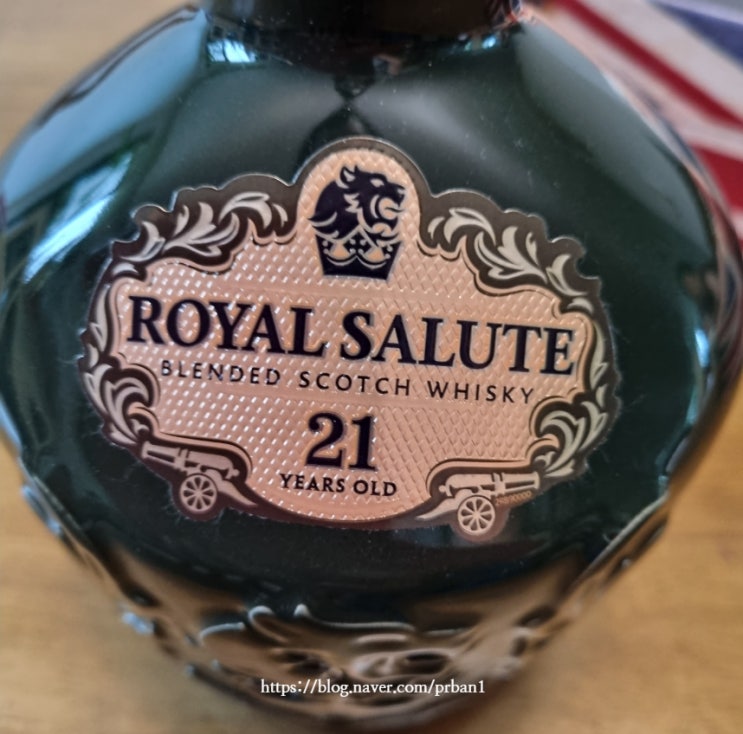 ROYAL SALUTE
BLENDED SCOTCH WHISKY
21
YEARS OLD
https://blog.naver.com/prban1